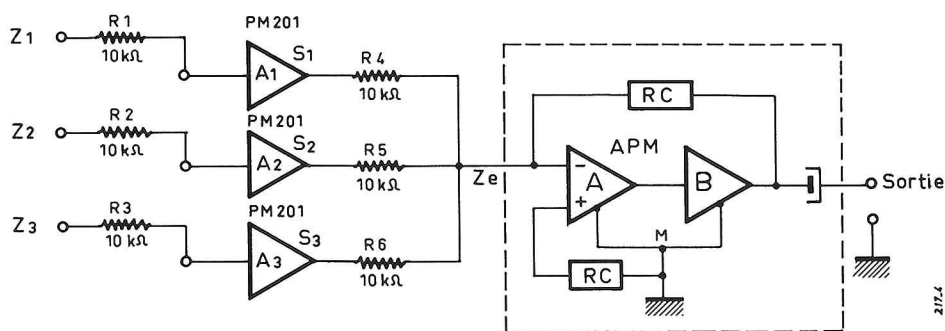 Z1
R1
10kΩ
PM201
A1
S1
R4
10kΩ
Z2
R2
10kΩ
PM201
A2
S2
R5
10kΩ
Z3
R3
10kΩ
PM201
A3
S3
R6
10kΩ
Ze
RC
APM
-
A
+
B
M
RC
Sortie
217.4